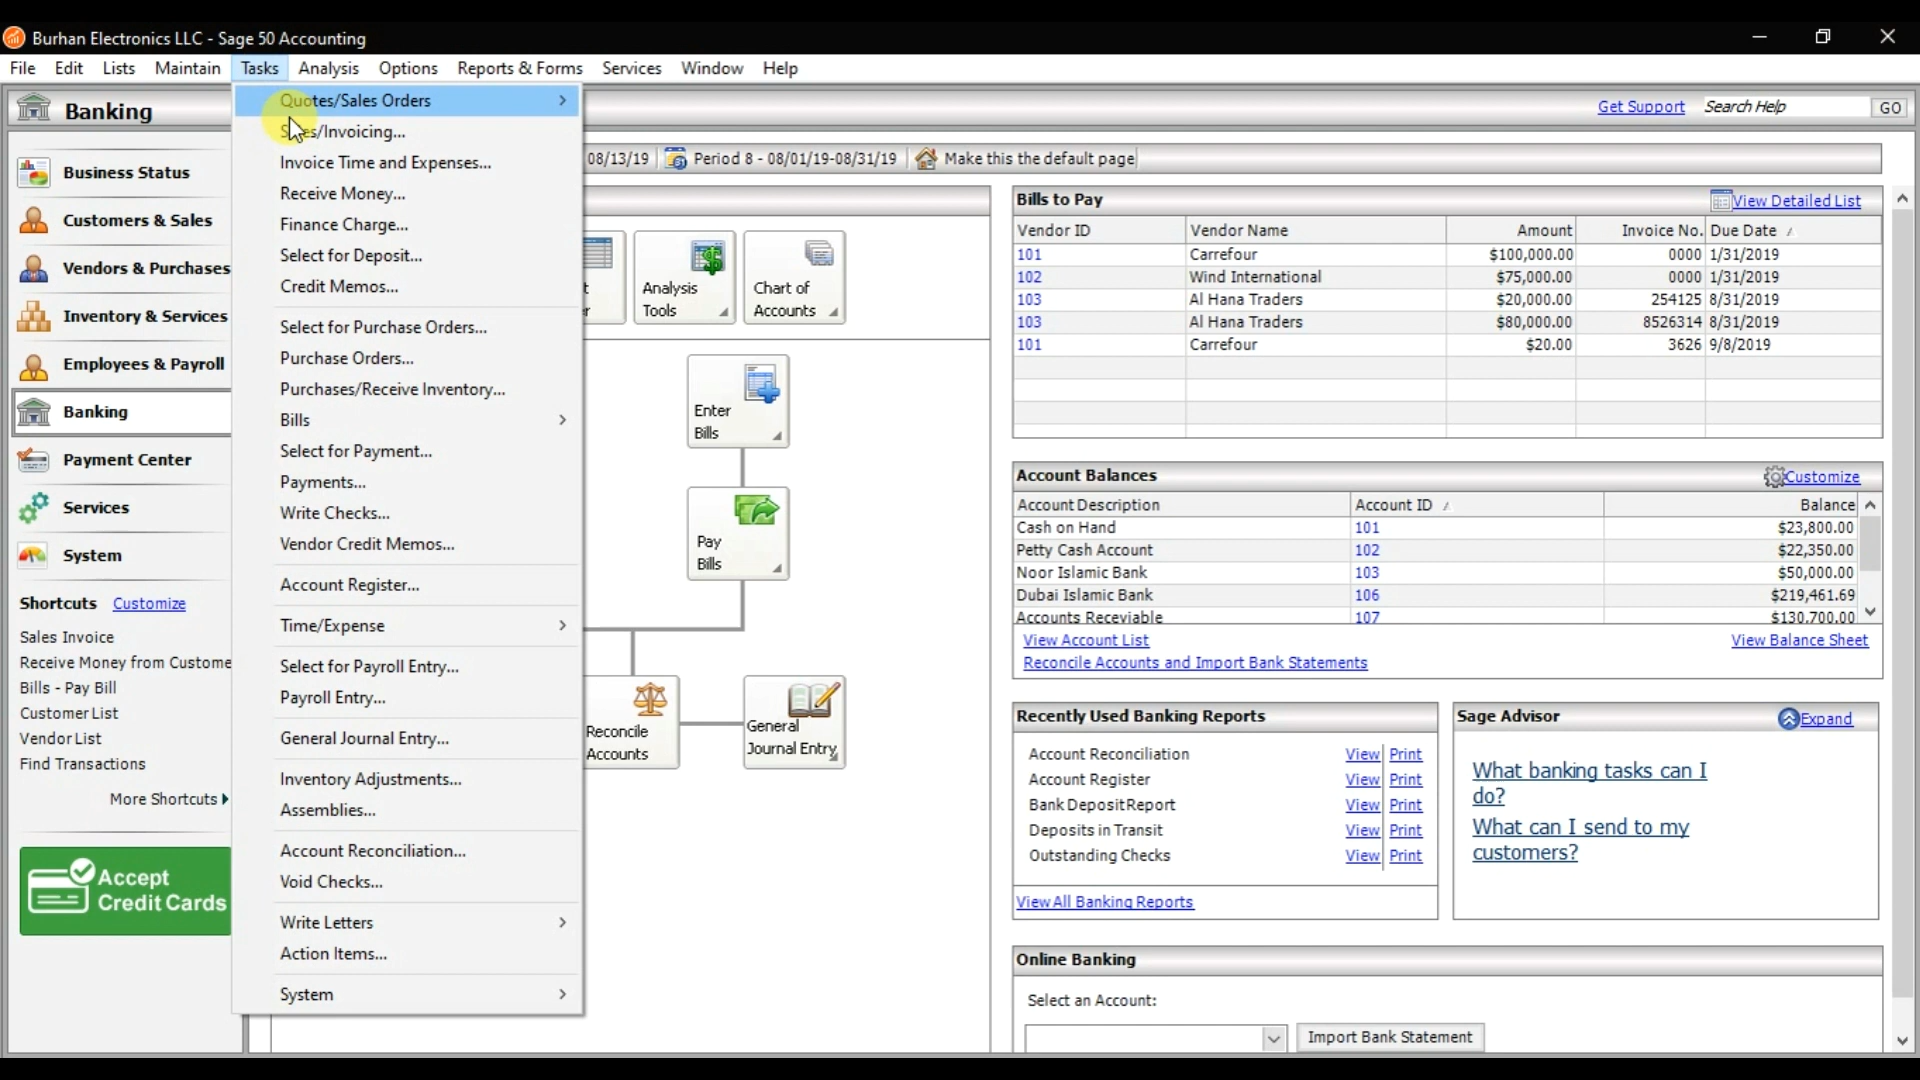 Burhan Electronics LLC - Sage 50 Accounting
File Edit Lists Maintain Tasks Analysis Options Reports & Forms Services Window Help
Banking
Get Support Search Help GO
Business Status
Customers & Sales
Vendors & Purchases
Inventory & Services
Employees & Payroll
Banking
Payment Center
Services
System
Shortcuts Customize
Sales Invoice
Receive Money from Custome
Bills - Pay Bill
Customer List
Vendor List
Find Transactions
More Shortcuts
Accept
Credit Cards
Quotes/Sales Orders
Sales/Invoicing...
Invoice Time and Expenses...
Receive Money...
Finance Charge...
Select for Deposit...
Credit Memos...
Select for Purchase Orders...
Purchase Orders...
Purchases/Receive Inventory...
Bills
Select for Payment...
Payments...
Write Checks...
Vendor Credit Memos...
Account Register...
Time/Expense
Select for Payroll Entry...
Payroll Entry...
General Journal Entry...
Inventory Adjustments...
Assemblies...
Account Reconciliation...
Void Checks...
Write Letters
Action Items...
System
08/13/19 Period 8 - 08/01/19-08/31/19 Make this the default page
Analysis
Tools
Chart of
Accounts
Enter
Bills
Pay
Bills
Reconcile
Accounts
General
Journal Entry
Bills to Pay View Detailed List
Vendor ID Vendor Name Amount Invoice No. Due Date
101 Carrefour $100,000.00 0000 1/31/2019
102 Wind International $75,000.00 0000 1/31/2019
103 Al Hana Traders $20,000.00 254125 8/31/2019
103 Al Hana Traders $80,000.00 8526314 8/31/2019
101 Carrefour $20.00 3626 9/8/2019
Account Balances Customize
Account Description Account ID Balance
Cash on Hand 101 $23,800.00
Petty Cash Account 102 $22,350.00
Noor Islamic Bank 103 $50,000.00
Dubai Islamic Bank 106 $219,461.69
Accounts Receivable 107 $130,700.00
View Account List View Balance Sheet
Reconcile Accounts and Import Bank Statements
Recently Used Banking Reports
Account Reconciliation View Print
Account Register View Print
Bank Deposit Report View Print
Deposits in Transit View Print
Outstanding Checks View Print
View All Banking Reports
Sage Advisor Expand
What banking tasks can I
do?
What can I send to my
customers?
Online Banking
Select an Account:
Import Bank Statement